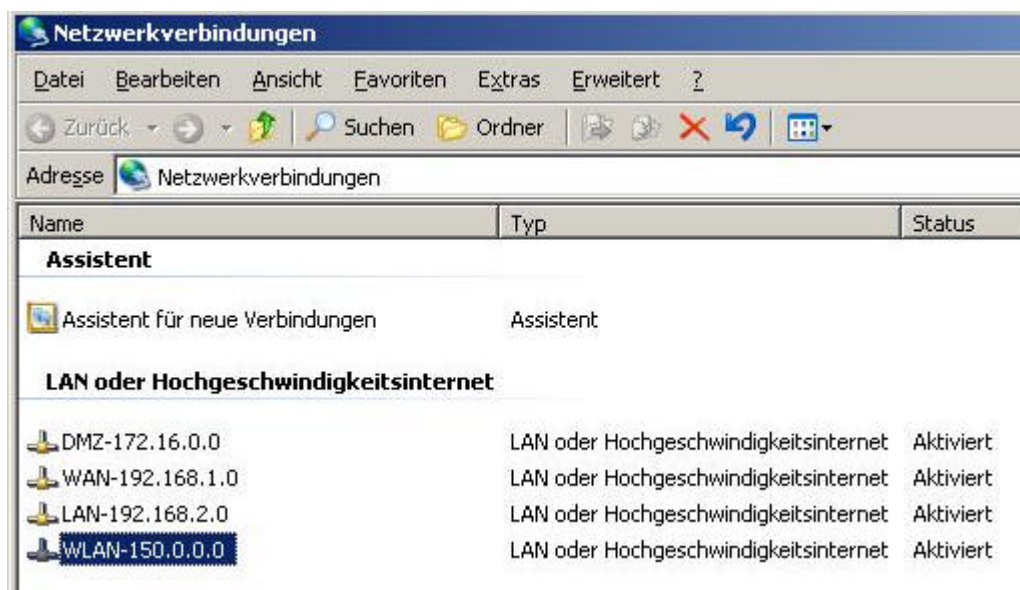 Netzwerkverbindungen
Datei Bearbeiten Ansicht Favoriten Extras Erweitert ?
Zurück Suchen Ordner
Adresse Netzwerkverbindungen
Name Typ Status
Assistent
Assistent für neue Verbindungen Assistent
LAN oder Hochgeschwindigkeitsinternet
DMZ-172.16.0.0 LAN oder Hochgeschwindigkeitsinternet Aktiviert
WAN-192.168.1.0 LAN oder Hochgeschwindigkeitsinternet Aktiviert
LAN-192.168.2.0 LAN oder Hochgeschwindigkeitsinternet Aktiviert
WLAN-150.0.0.0 LAN oder Hochgeschwindigkeitsinternet Aktiviert